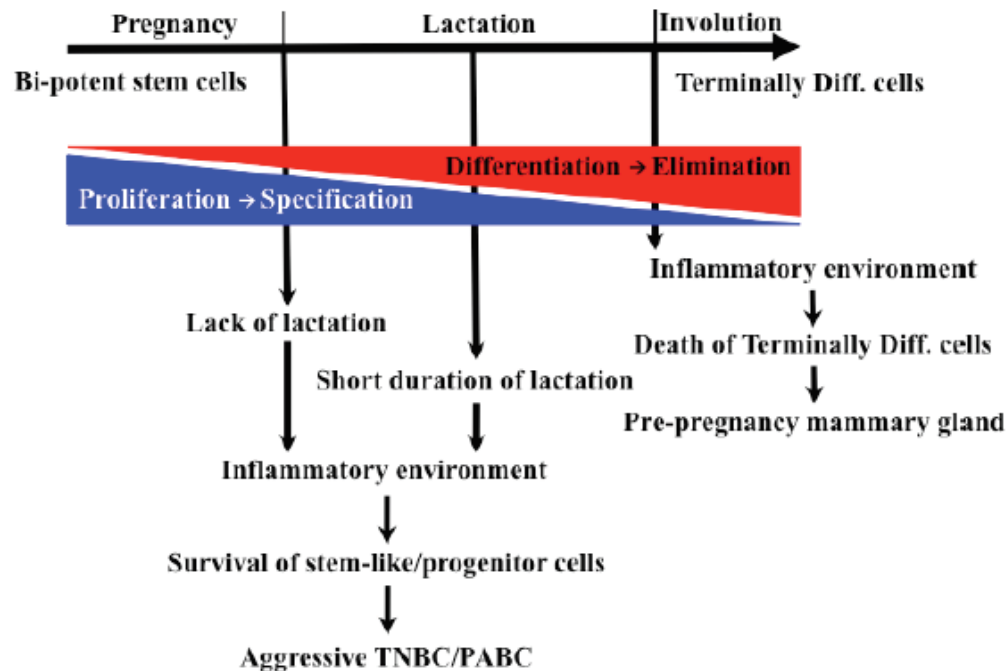 Pregnancy
Lactation
Involution
Bi-potent stem cells
Terminally Diff. cells
Differentiation → Elimination
Proliferation → Specification
Inflammatory environment
Lack of lactation
Death of Terminally Diff. cells
Short duration of lactation
Pre-pregnancy mammary gland
Inflammatory environment
Survival of stem-like/progenitor cells
Aggressive TNBC/PABC